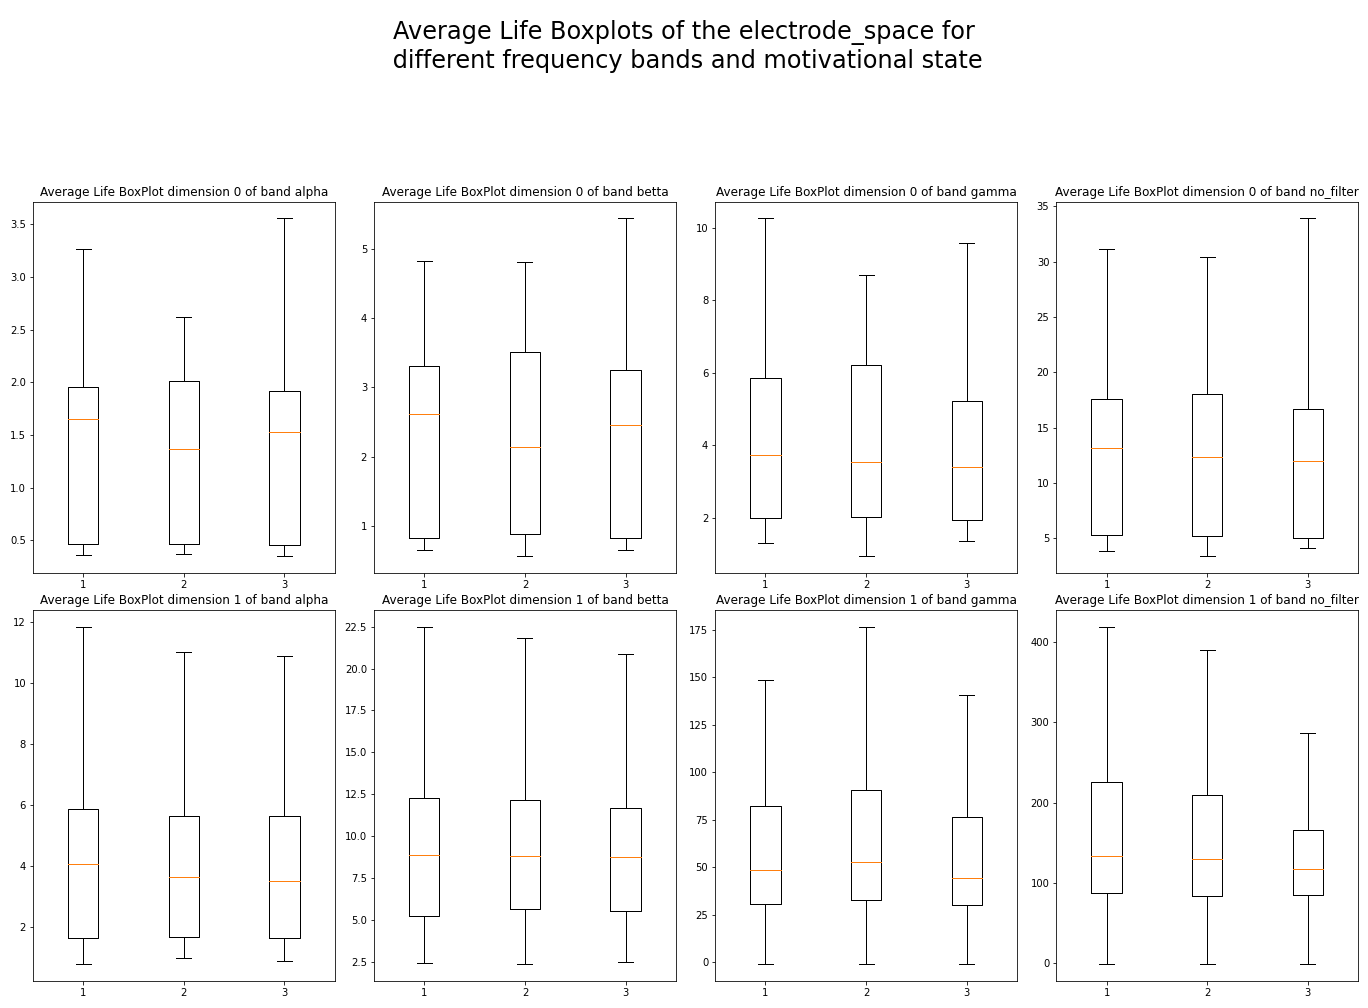 Average Life Boxplots of the electrode_space for
different frequency bands and motivational state
Average Life BoxPlot dimension 0 of band alpha
3.5
3.0
2.5
2.0
1.5
1.0
0.5
1 2 3
Average Life BoxPlot dimension 0 of band betta
5
4
3
2
1
1 2 3
Average Life BoxPlot dimension 0 of band gamma
10
8
6
4
2
1 2 3
Average Life BoxPlot dimension 0 of band no_filter
35
30
25
20
15
10
5
1 2 3
Average Life BoxPlot dimension 1 of band alpha
12
10
8
6
4
2
1 2 3
Average Life BoxPlot dimension 1 of band betta
22.5
20.0
17.5
15.0
12.5
10.0
7.5
5.0
2.5
1 2 3
Average Life BoxPlot dimension 1 of band gamma
175
150
125
100
75
50
25
0
1 2 3
Average Life BoxPlot dimension 1 of band no_filter
400
300
200
100
0
1 2 3